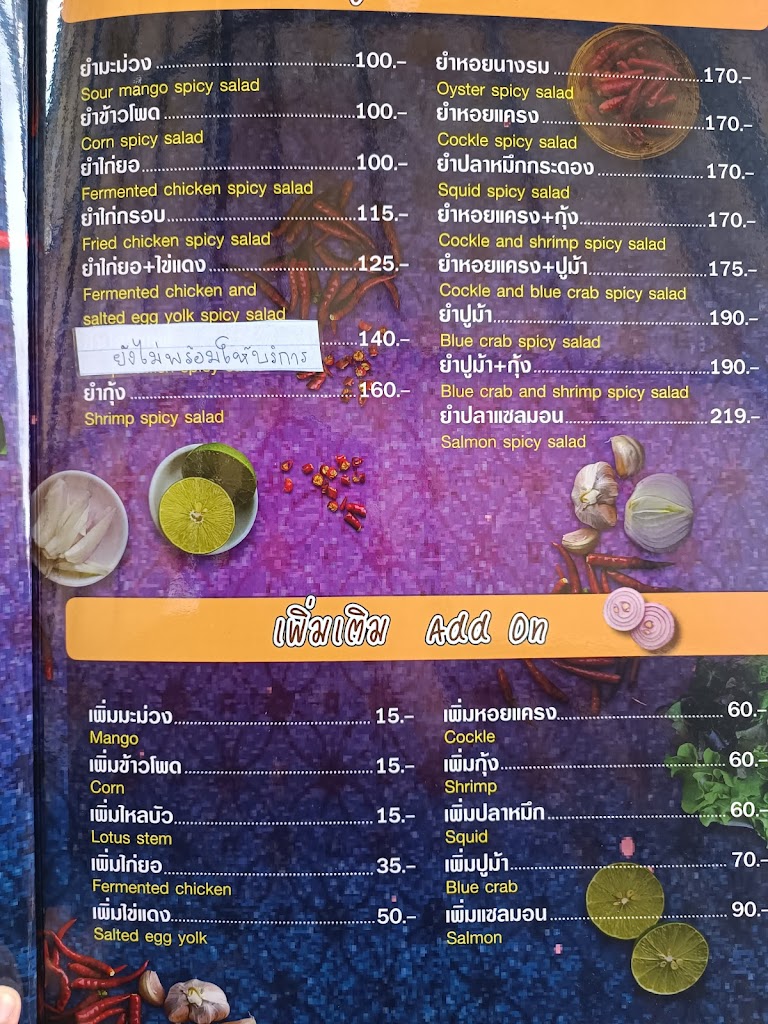 ยำมะม่วง 100.-
Sour mango spicy salad
ยำข้าวโพด 100.-
Corn spicy salad
ยำไก่ยอ 100.-
Fermented chicken spicy salad
ยำไก่กรอบ 115.-
Fried chicken spicy salad
ยำไก่ยอ+ไข่แดง 125.-
Fermented chicken and
salted egg yolk spicy salad
140.-
ยังไม่พร้อมให้บริการ
ยำกุ้ง 160.-
Shrimp spicy salad
ยำหอยนางรม 170.-
Oyster spicy salad
ยำหอยแครง 170.-
Cockle spicy salad
ยำปลาหมึกกระดอง 170.-
Squid spicy salad
ยำหอยแครง+กุ้ง 170.-
Cockle and shrimp spicy salad
ยำหอยแครง+ปูม้า 175.-
Cockle and blue crab spicy salad
ยำปูม้า 190.-
Blue crab spicy salad
ยำปูม้า+กุ้ง 190.-
Blue crab and shrimp spicy salad
ยำปลาแซลมอน 219.-
Salmon spicy salad
เพิ่มเติม Add On
เพิ่มมะม่วง 15.-
Mango
เพิ่มข้าวโพด 15.-
Corn
เพิ่มไหลบัว 15.-
Lotus stem
เพิ่มไก่ยอ 35.-
Fermented chicken
เพิ่มไข่แดง 50.-
Salted egg yolk
เพิ่มหอยแครง 60.-
Cockle
เพิ่มกุ้ง 60.-
Shrimp
เพิ่มปลาหมึก 60.-
Squid
เพิ่มปูม้า 70.-
Blue crab
เพิ่มแซลมอน 90.-
Salmon